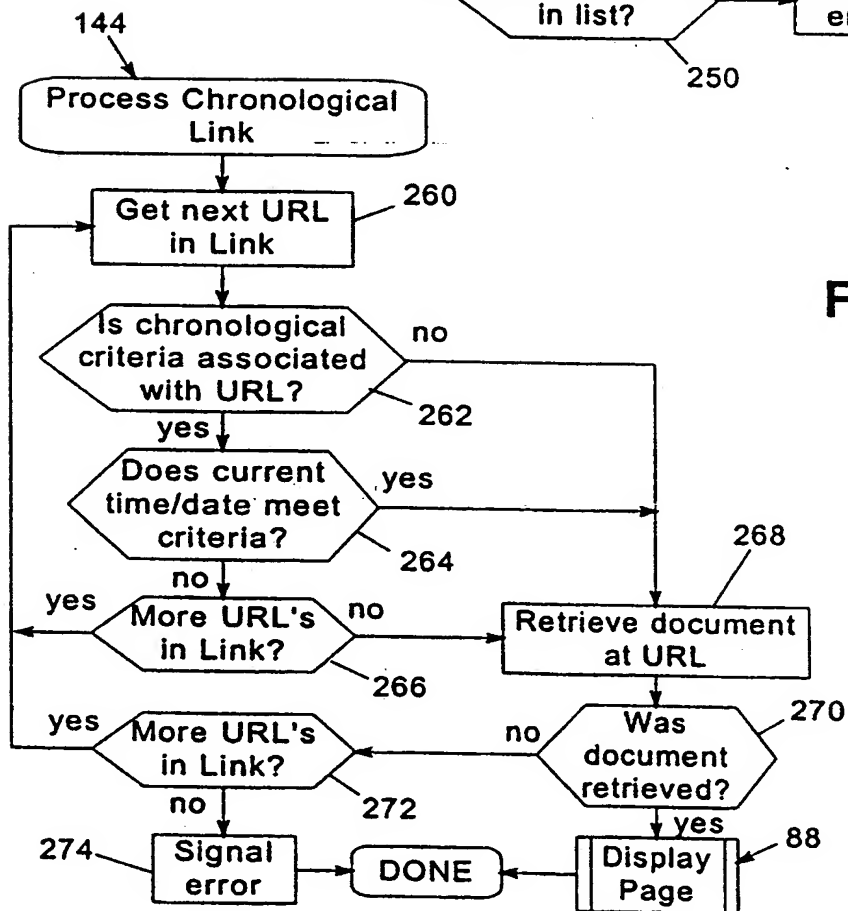 144
in list?
er
250
Process Chronological
Link
Get next URL
in Link
260
F
Is chronological
criteria associated
with URL?
no
262
yes
Does current
time/date meet
criteria?
yes
264
no
268
yes
More URL's
in Link?
no
266
Retrieve document
at URL
yes
More URL's
in Link?
272
no
Was
document
retrieved?
270
no
yes
274
Signal
error
DONE
Display
Page
88